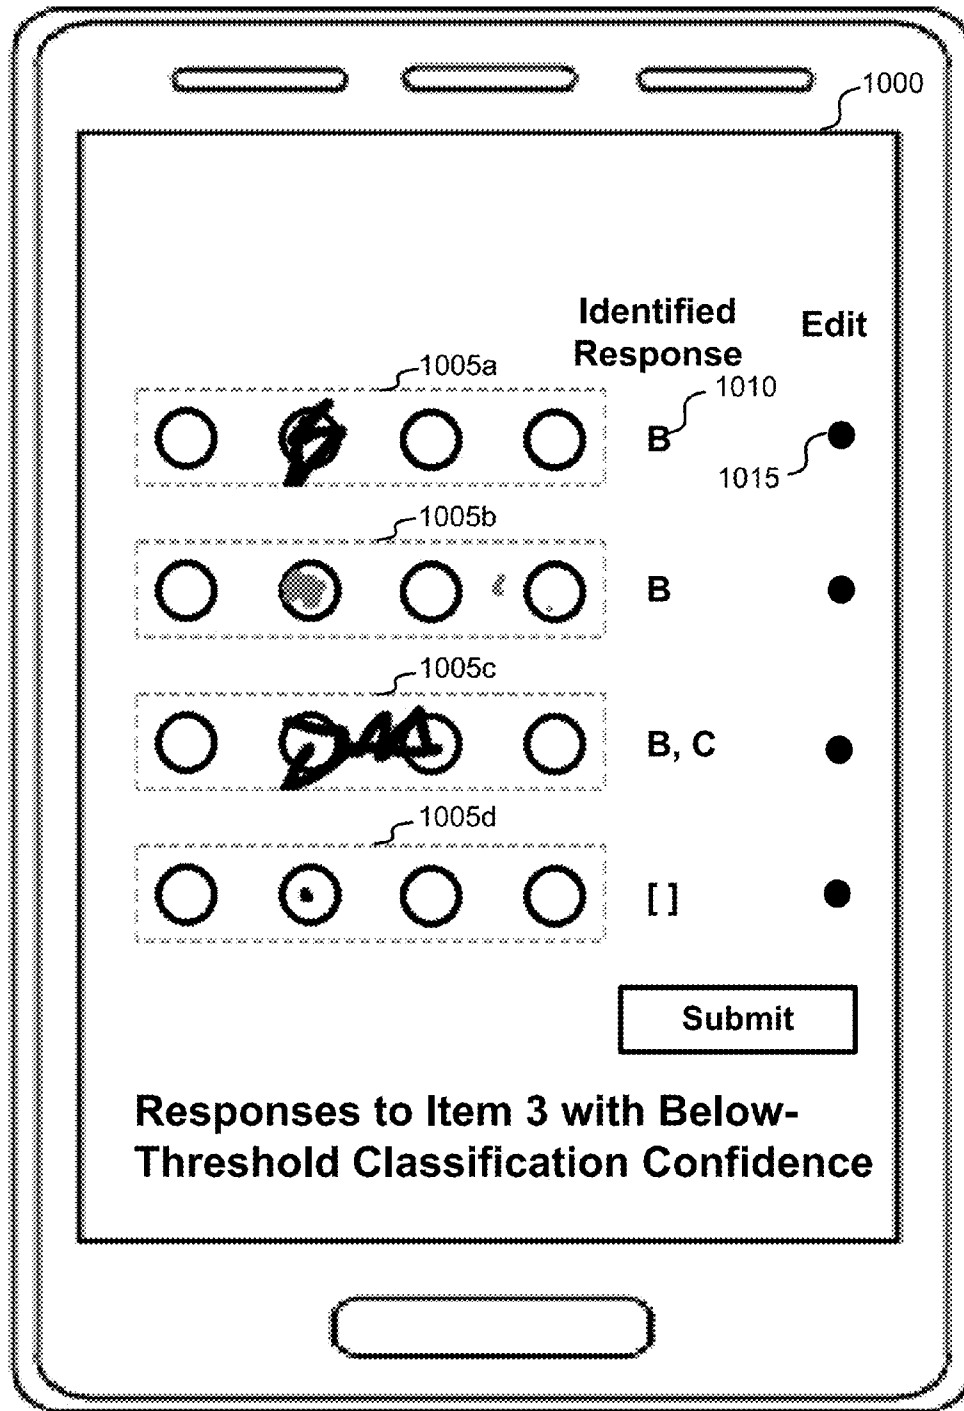 1000
Identified
Response
Edit
1005a
B
1010
1015
1005b
B
1005c
B, C
1005d
[ ]
Submit
Responses to Item 3 with Below-
Threshold Classification Confidence